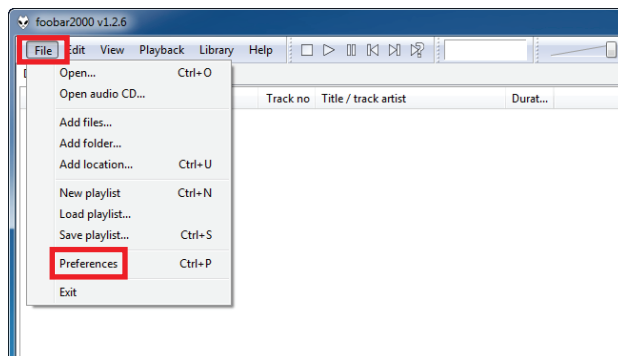 foobar2000 v1.2.6
File Edit View Playback Library Help
Open... Ctrl+O
Open audio CD...
Track no Title / track artist Durat...
Add files...
Add folder...
Add location... Ctrl+U
New playlist Ctrl+N
Load playlist...
Save playlist... Ctrl+S
Preferences Ctrl+P
Exit